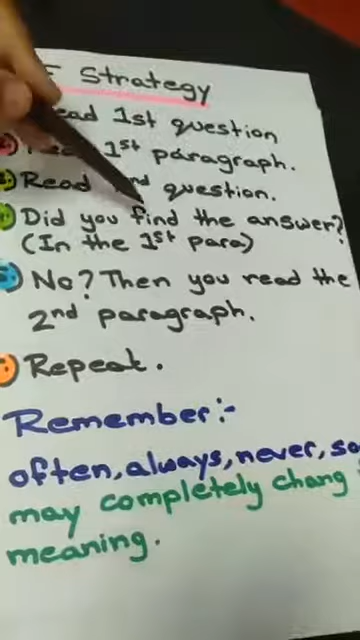 Strategy
ead 1st question
1st paragraph.
Read question.
Did you find the answer?
(In the 1st para)
No? Then you read the
2nd paragraph.
Repeat.
Remember:-
often, always, never, so
may completely chang
meaning.